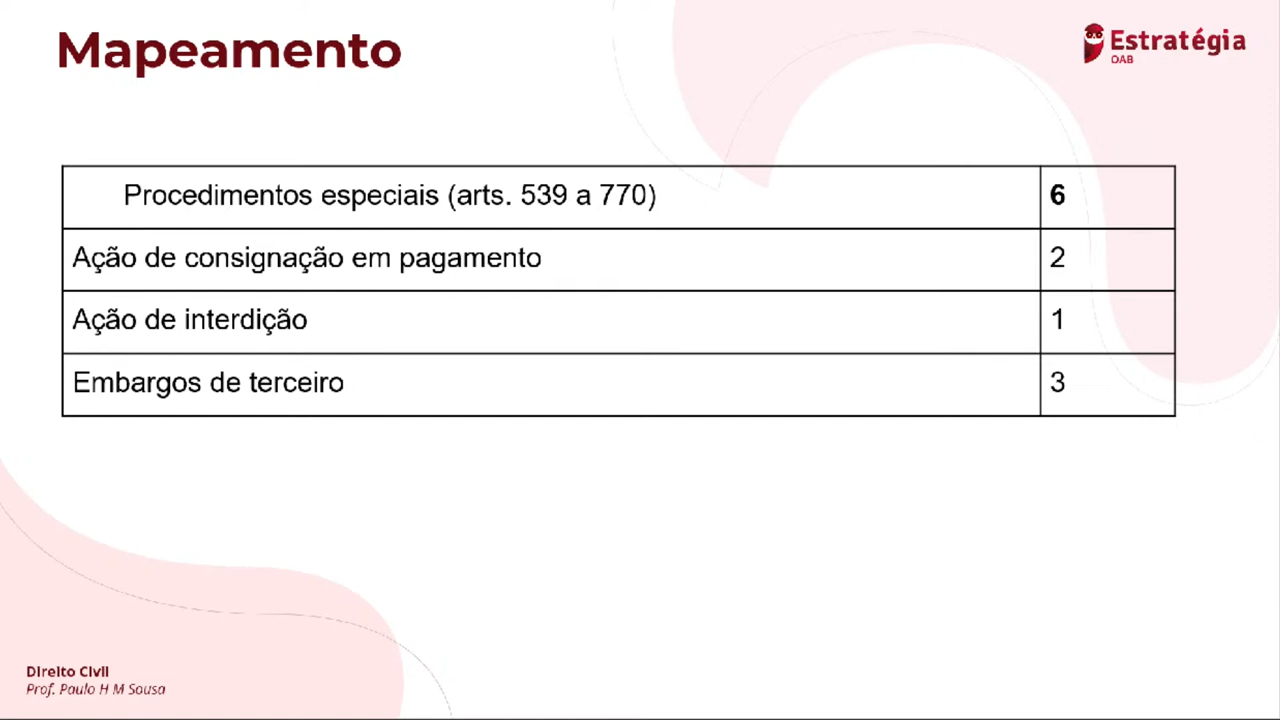 Mapeamento
Estratégia
OAB
Procedimentos especiais (arts. 539 a 770) 6
Ação de consignação em pagamento 2
Ação de interdição 1
Embargos de terceiro 3
Direito Civil
Prof. Paulo H M Sousa